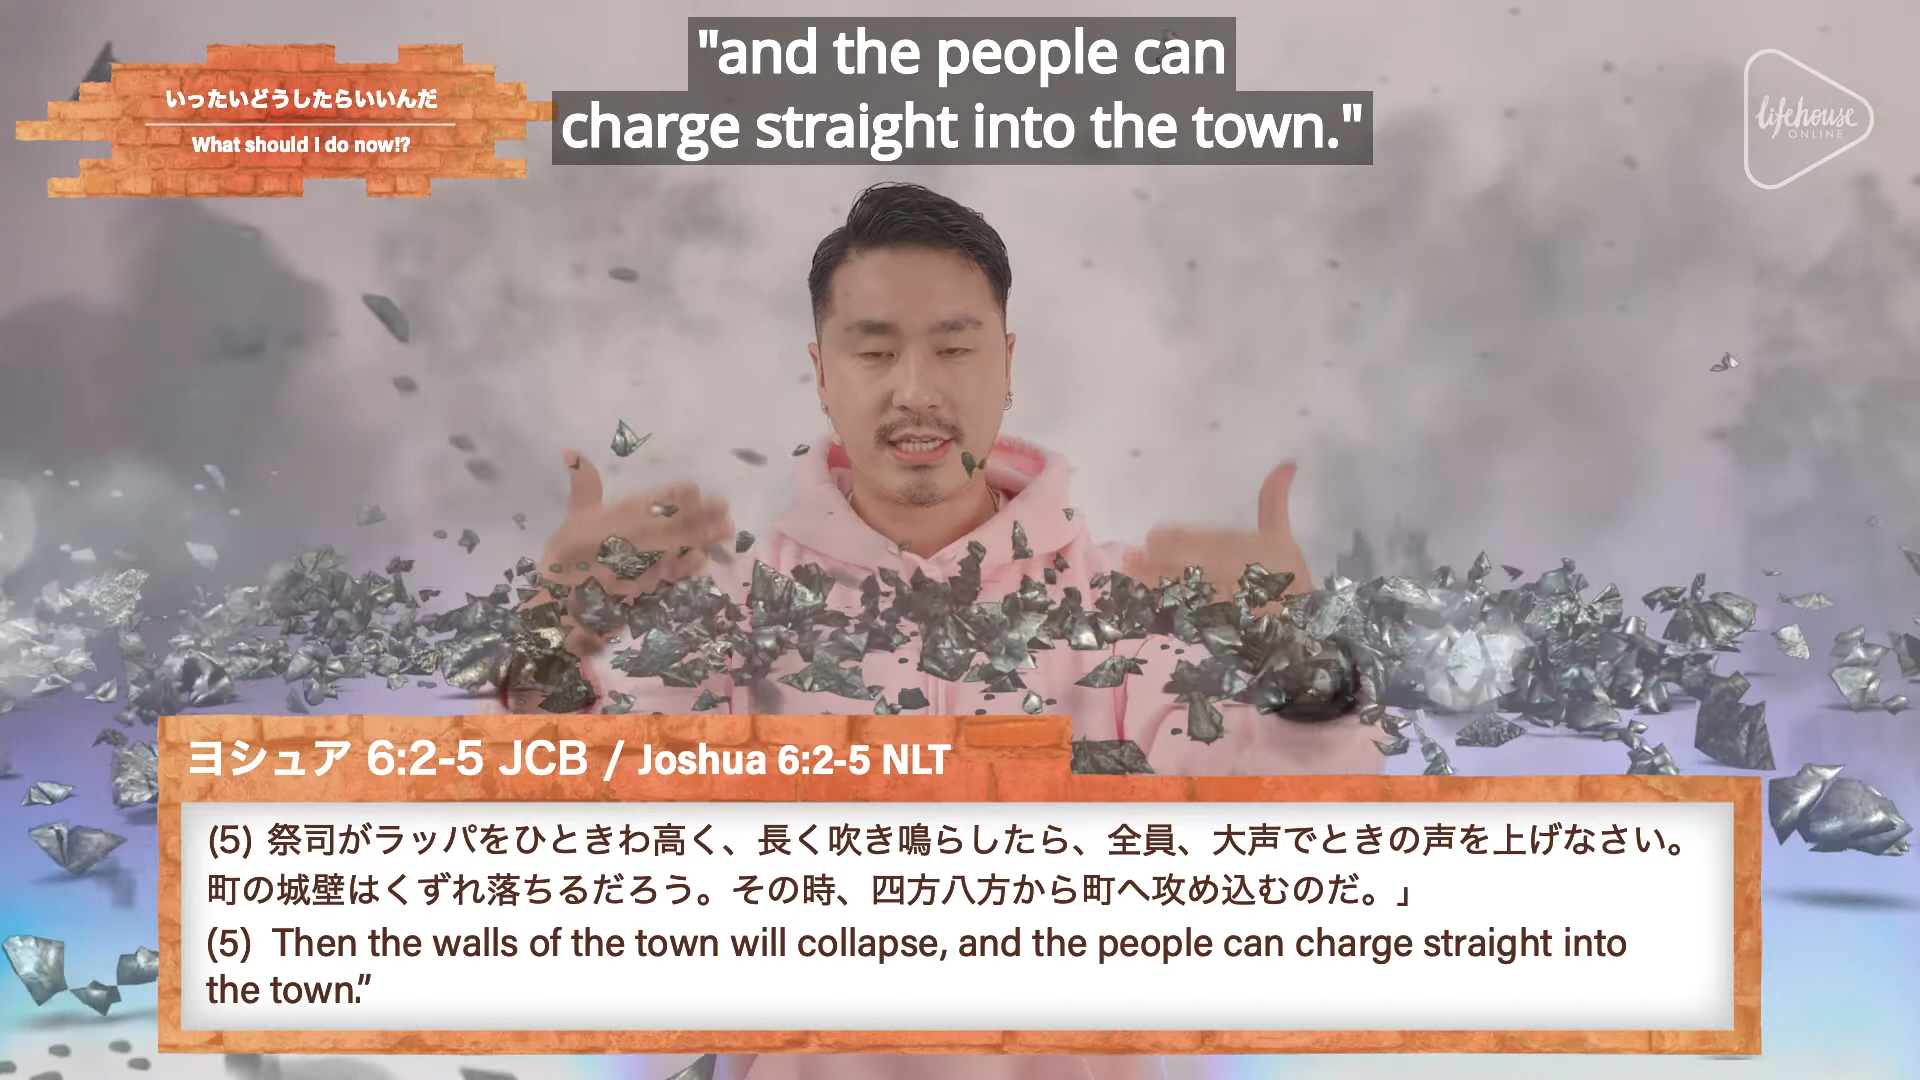 "and the people can
charge straight into the town."
いったいどうしたらいいんだ
What should I do now!?
lifehouse
ONLINE
ヨシュア 6:2-5 JCB / Joshua 6:2-5 NLT
(5) 祭司がラッパをひときわ高く、長く吹き鳴らしたら、全員、大声でときの声を上げなさい。
町の城壁はくずれ落ちるだろう。その時、四方八方から町へ攻め込むのだ。」
(5) Then the walls of the town will collapse, and the people can charge straight into
the town.”